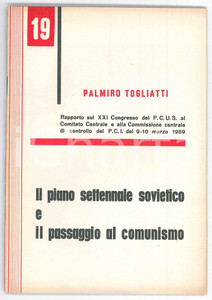 19
PALMIRO TOGLIATTI
Rapporto sul XXI Congresso del P.C.U.S. al
Comitato Centrale e alla Commissione centrale
di controllo del P.C.I. del 9-10 marzo 1959
Il piano settennale sovietico
e
il passaggio al comunismo